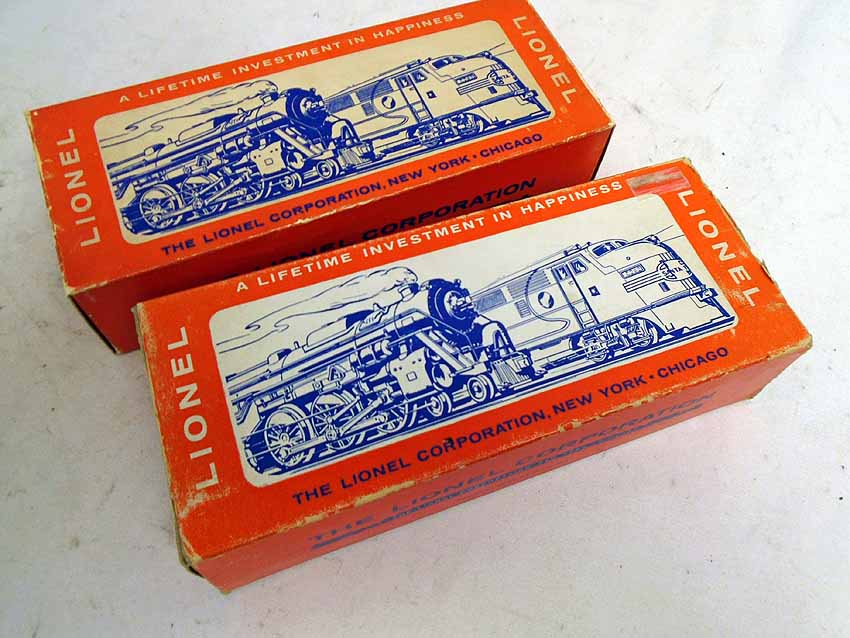 A LIFETIME INVESTMENT IN HAPPINESS
LIONEL
LIONEL
THE LIONEL CORPORATION, NEW YORK • CHICAGO
LIONEL CORPORATION
A LIFETIME INVESTMENT IN HAPPINESS
LIONEL
LIONEL
THE LIONEL CORPORATION, NEW YORK • CHICAGO
THE LIONEL CORPORATION